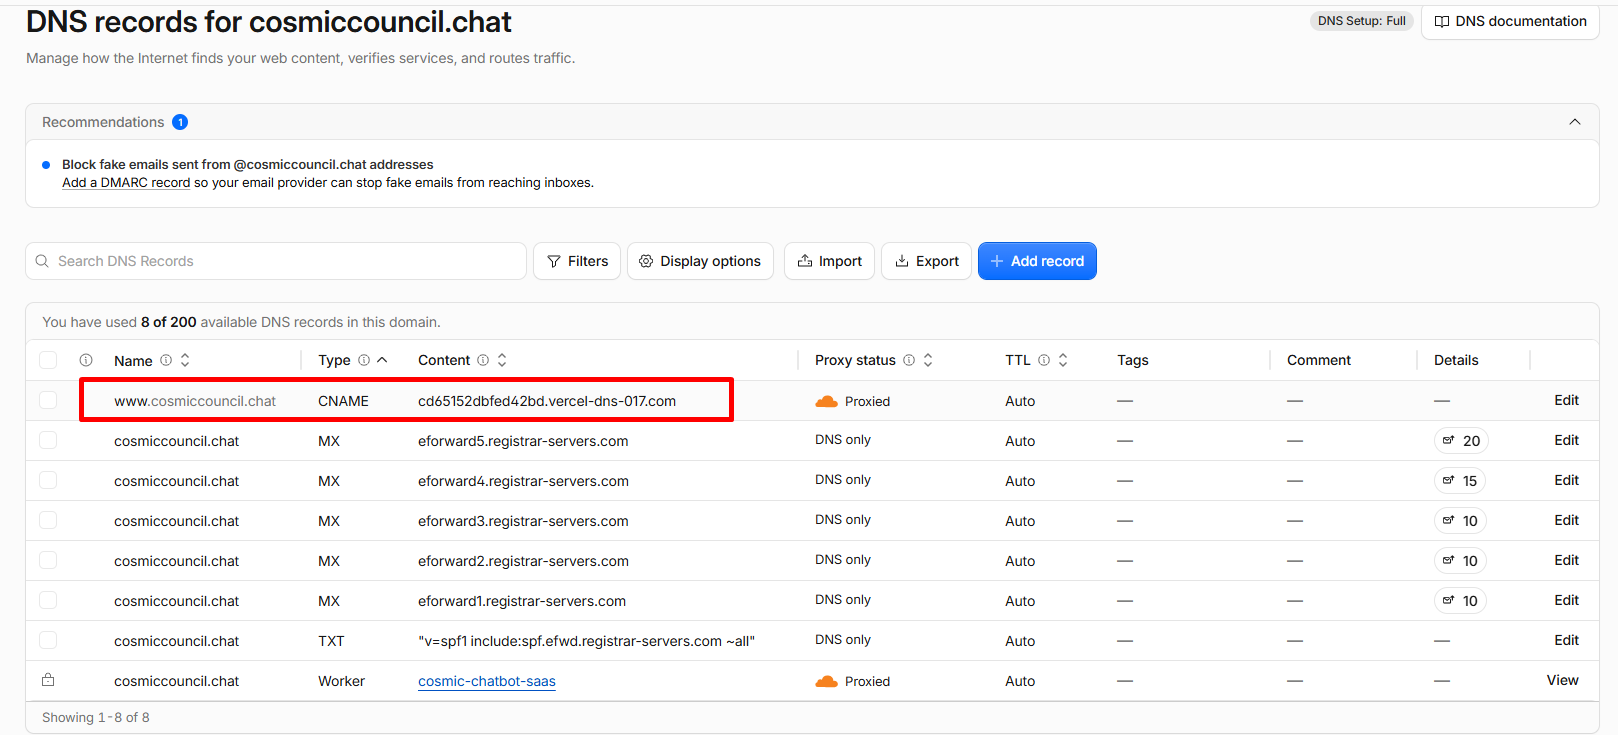 DNS records for cosmiccouncil.chat
DNS Setup: Full
DNS documentation
Manage how the Internet finds your web content, verifies services, and routes traffic.
Recommendations 1
Block fake emails sent from @cosmiccouncil.chat addresses
Add a DMARC record so your email provider can stop fake emails from reaching inboxes.
Search DNS Records Filters Display options Import Export + Add record
You have used 8 of 200 available DNS records in this domain.
Name Type Content Proxy status TTL Tags Comment Details
www.cosmiccouncil.chat CNAME cd65152dbfed42bd.vercel-dns-017.com Proxied Auto — — — Edit
cosmiccouncil.chat MX eforward5.registrar-servers.com DNS only Auto — — 20 Edit
cosmiccouncil.chat MX eforward4.registrar-servers.com DNS only Auto — — 15 Edit
cosmiccouncil.chat MX eforward3.registrar-servers.com DNS only Auto — — 10 Edit
cosmiccouncil.chat MX eforward2.registrar-servers.com DNS only Auto — — 10 Edit
cosmiccouncil.chat MX eforward1.registrar-servers.com DNS only Auto — — 10 Edit
cosmiccouncil.chat TXT "v=spf1 include:spf.efwd.registrar-servers.com ~all" DNS only Auto — — — Edit
cosmiccouncil.chat Worker cosmic-chatbot-saas Proxied Auto — — — View
Showing 1-8 of 8